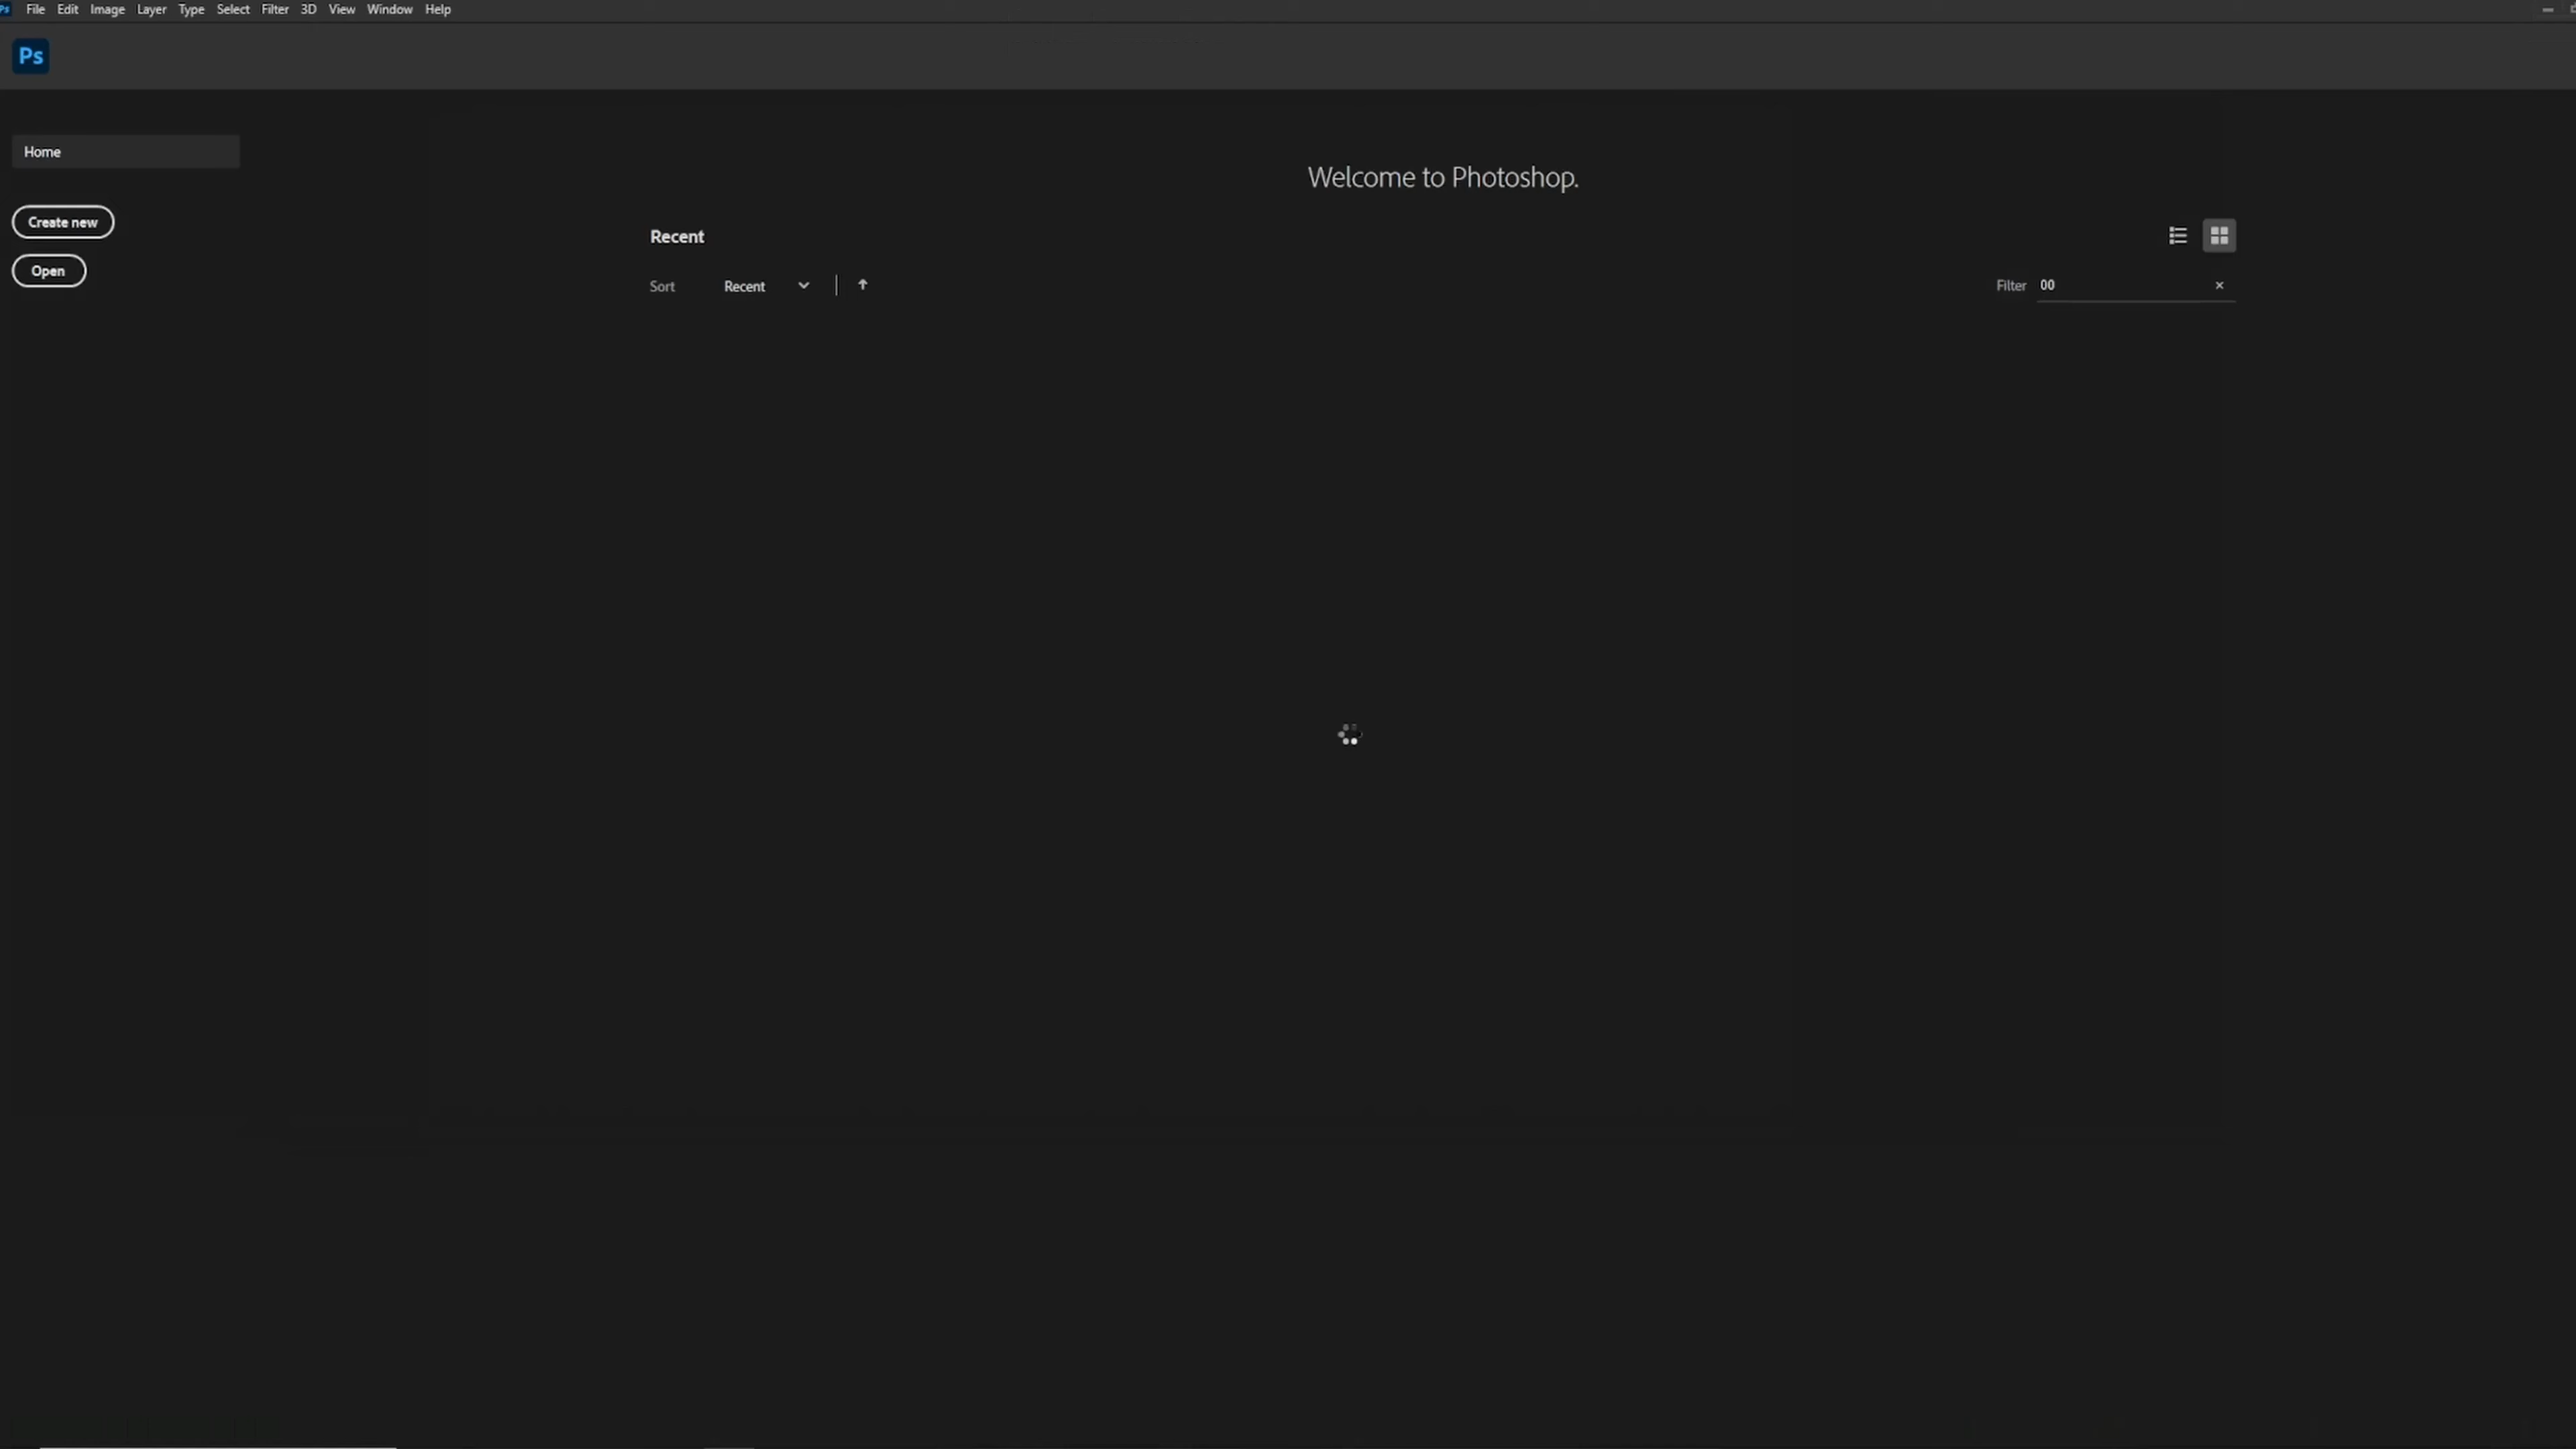 Ps File Edit Image Layer Type Select Filter 3D View Window Help
Ps
Home
Welcome to Photoshop.
Create new
Recent
Open
Sort Recent Filter 00